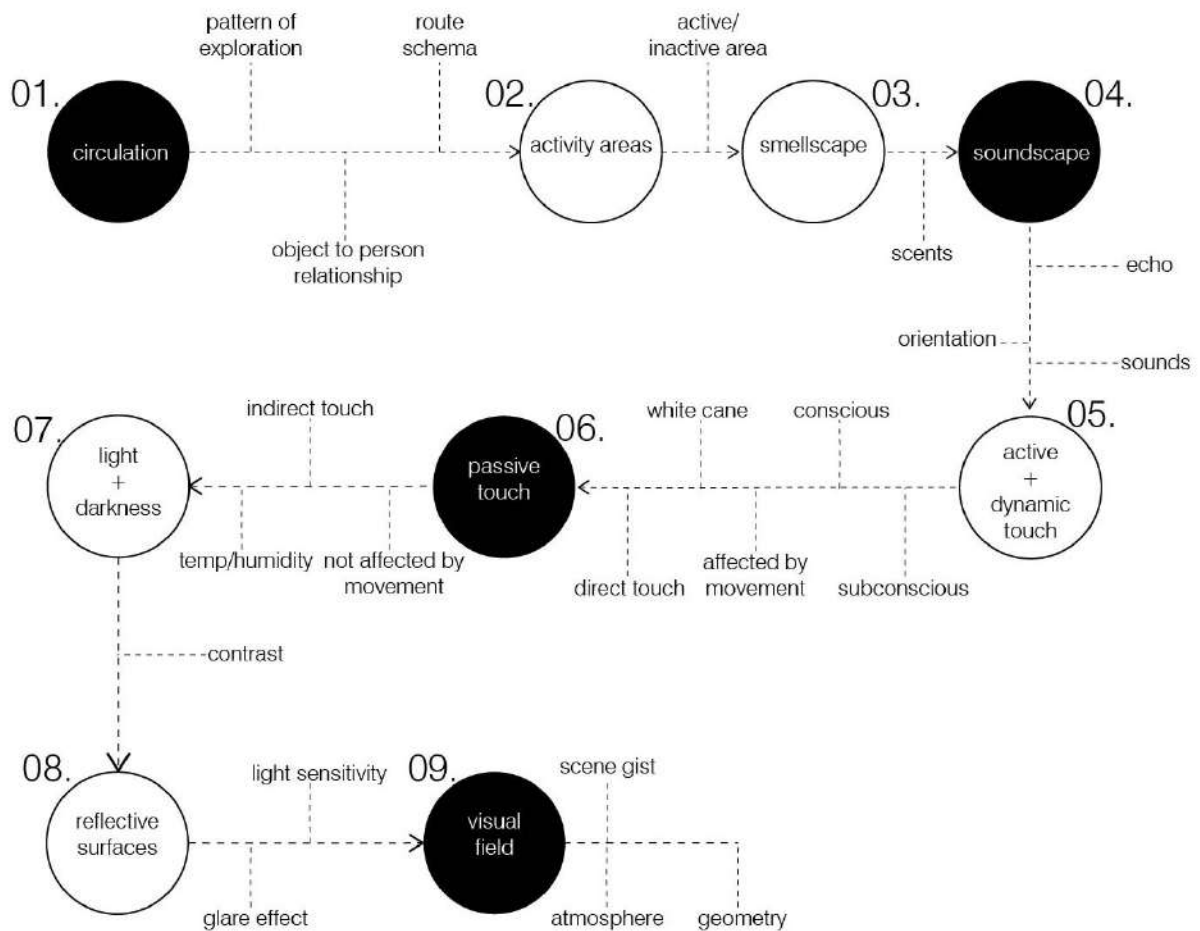 pattern of
exploration
route
schema
active/
inactive area
01.
circulation
02.
activity areas
03.
smellscape
04.
soundscape
object to person
relationship
scents
echo
orientation
sounds
05.
active
+
dynamic
touch
conscious
white cane
subconscious
affected by
movement
direct touch
06.
passive
touch
indirect touch
not affected by
movement
temp/humidity
07.
light
+
darkness
contrast
08.
reflective
surfaces
light sensitivity
glare effect
09.
visual
field
scene gist
atmosphere
geometry